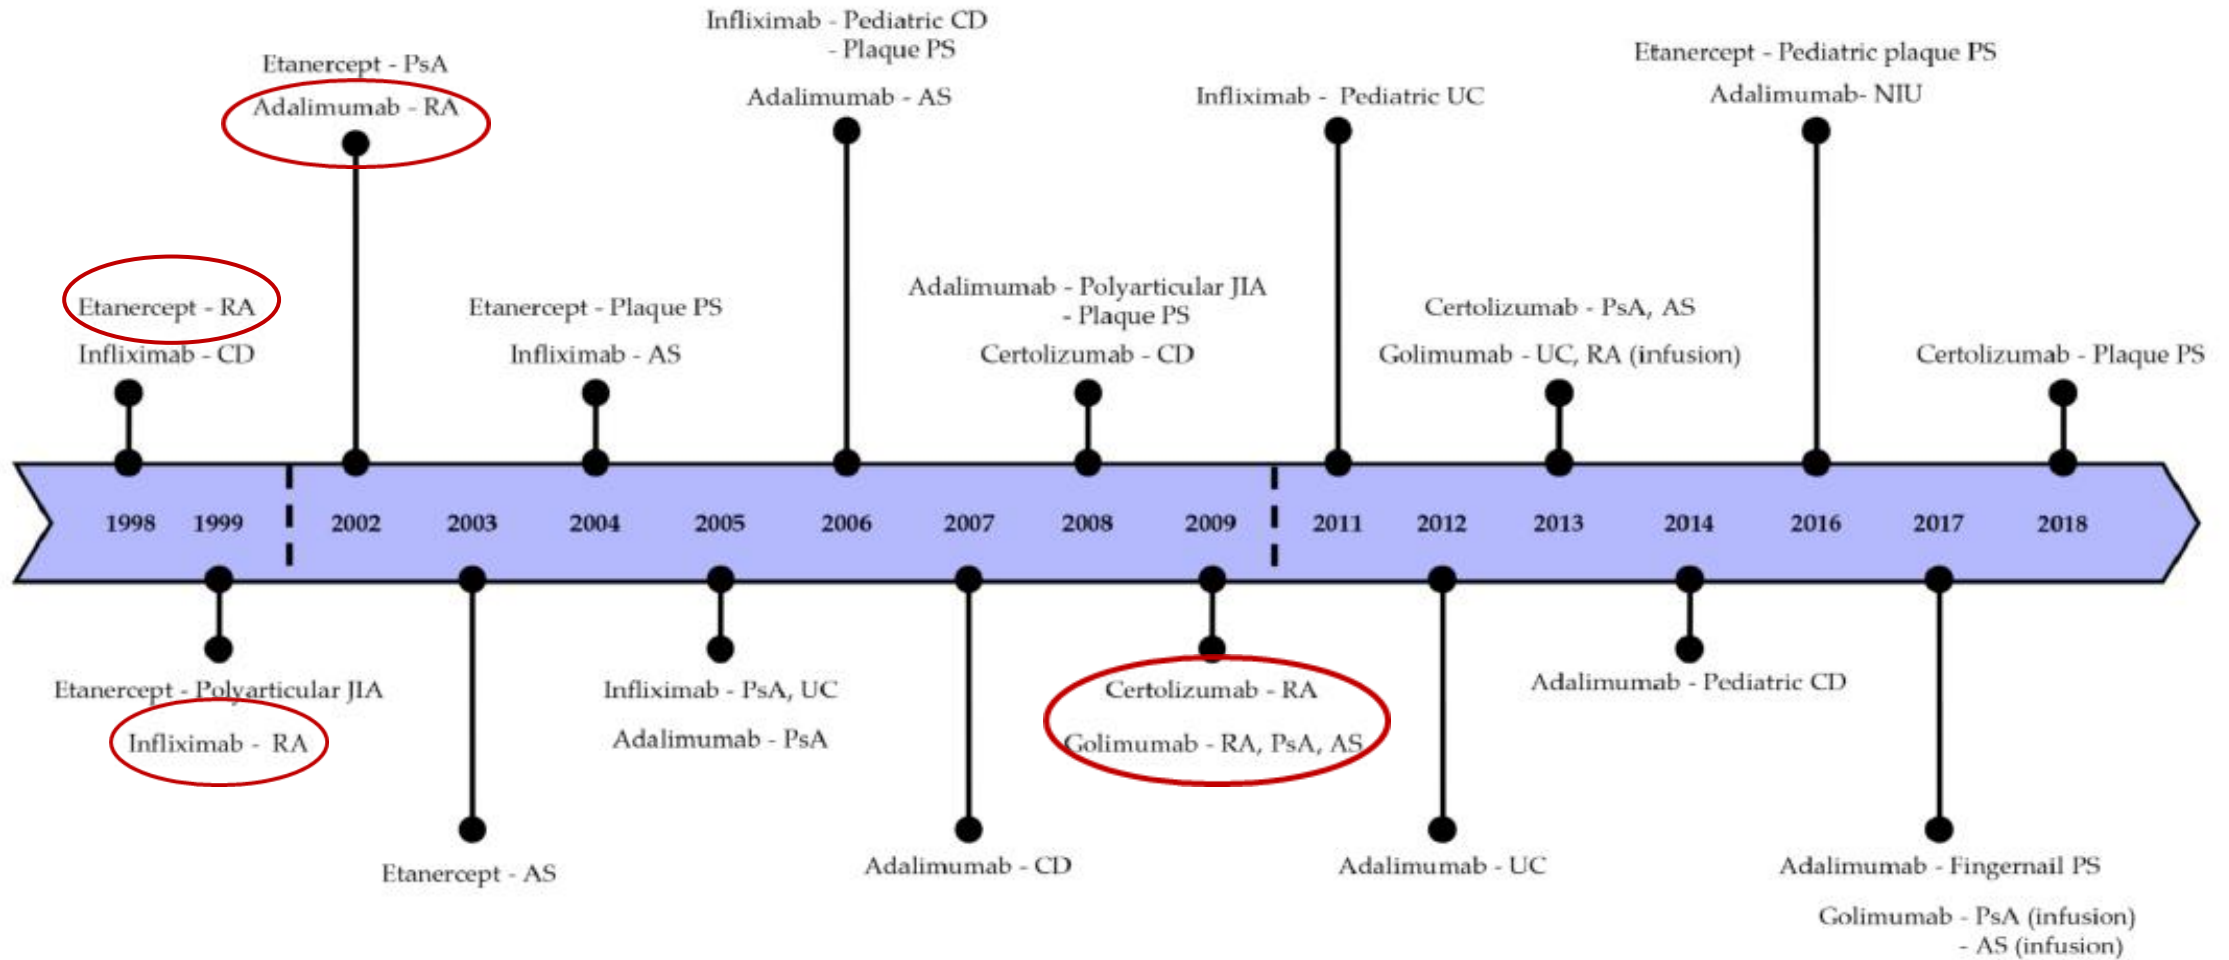 Infliximab - Pediatric CD
- Plaque PS
Adalimumab - AS
Etanercept - PsA
Adalimumab - RA
Infliximab - Pediatric UC
Etanercept - Pediatric plaque PS
Adalimumab- NIU
Etanercept - RA
Infliximab - CD
Etanercept - Plaque PS
Infliximab - AS
Adalimumab - Polyarticular JIA
- Plaque PS
Certolizumab - CD
Certolizumab - PsA, AS
Golimumab - UC, RA (infusion)
Certolizumab - Plaque PS
1998 1999 2002 2003 2004 2005 2006 2007 2008 2009 2011 2012 2013 2014 2016 2017 2018
Etanercept - Polyarticular JIA
Infliximab - RA
Infliximab - PsA, UC
Adalimumab - PsA
Certolizumab - RA
Golimumab - RA, PsA, AS
Adalimumab - Pediatric CD
Etanercept - AS
Adalimumab - CD
Adalimumab - UC
Adalimumab - Fingernail PS
Golimumab - PsA (infusion)
- AS (infusion)